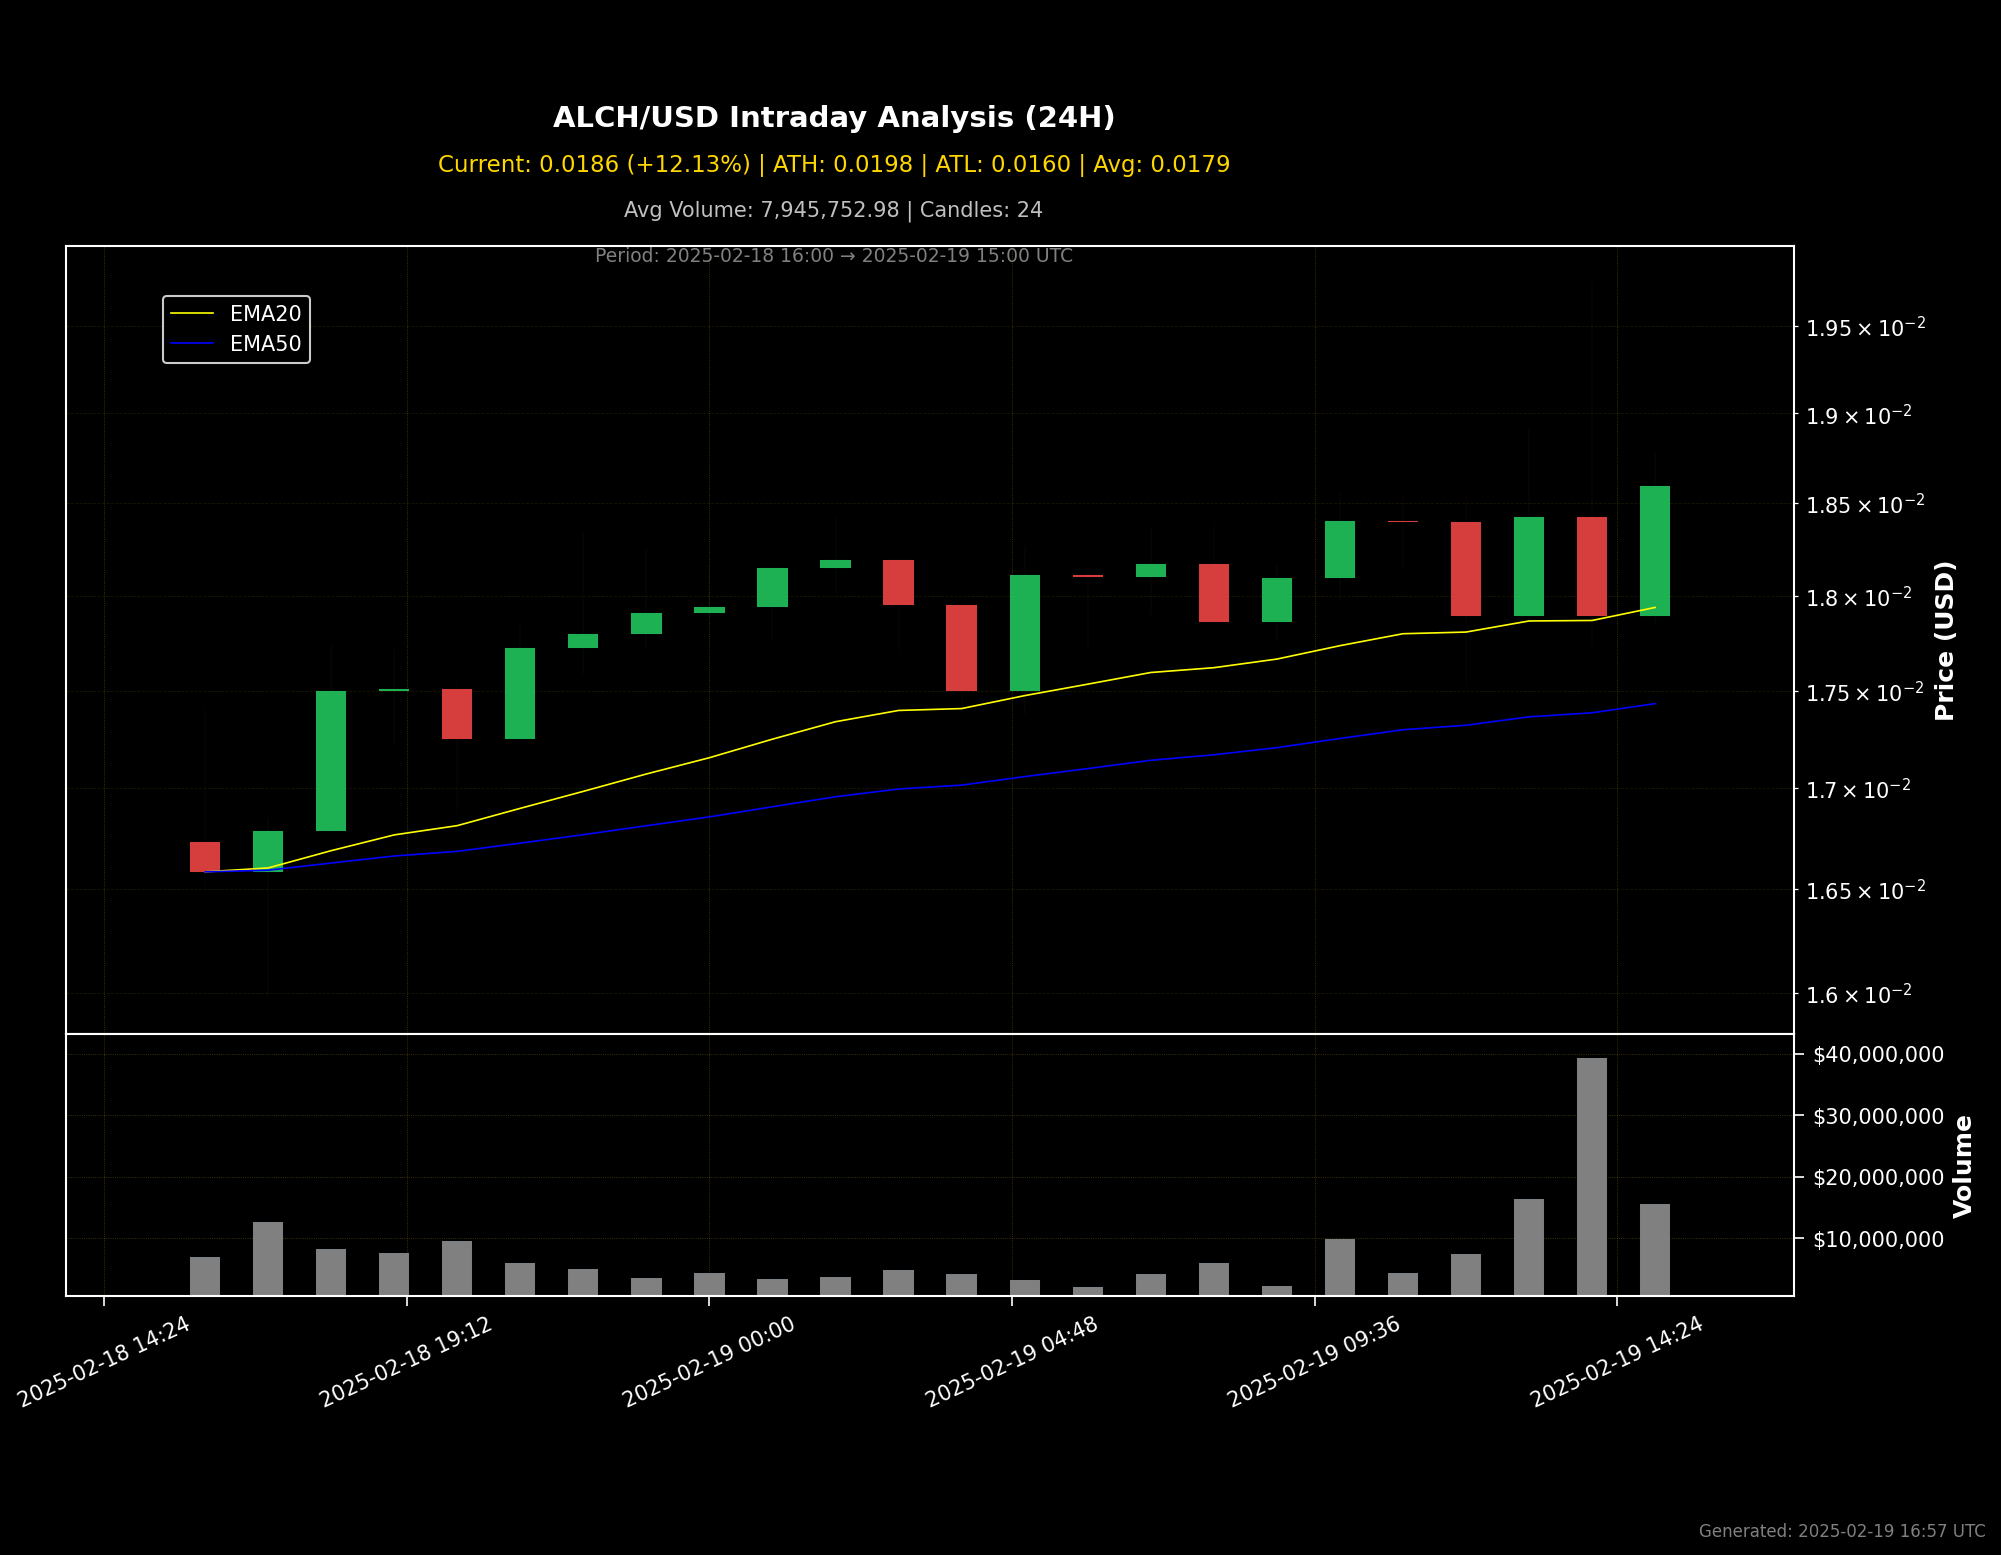 ALCH/USD Intraday Analysis (24H)
Current: 0.0186 (+12.13%) | ATH: 0.0198 | ATL: 0.0160 | Avg: 0.0179
Avg Volume: 7,945,752.98 | Candles: 24
Period: 2025-02-18 16:00 → 2025-02-19 15:00 UTC
EMA20
EMA50
1.95 × 10⁻²
1.9 × 10⁻²
1.85 × 10⁻²
1.8 × 10⁻²
1.75 × 10⁻²
1.7 × 10⁻²
1.65 × 10⁻²
1.6 × 10⁻²
Price (USD)
$40,000,000
$30,000,000
$20,000,000
$10,000,000
Volume
2025-02-18 14:24
2025-02-18 19:12
2025-02-19 00:00
2025-02-19 04:48
2025-02-19 09:36
2025-02-19 14:24
Generated: 2025-02-19 16:57 UTC